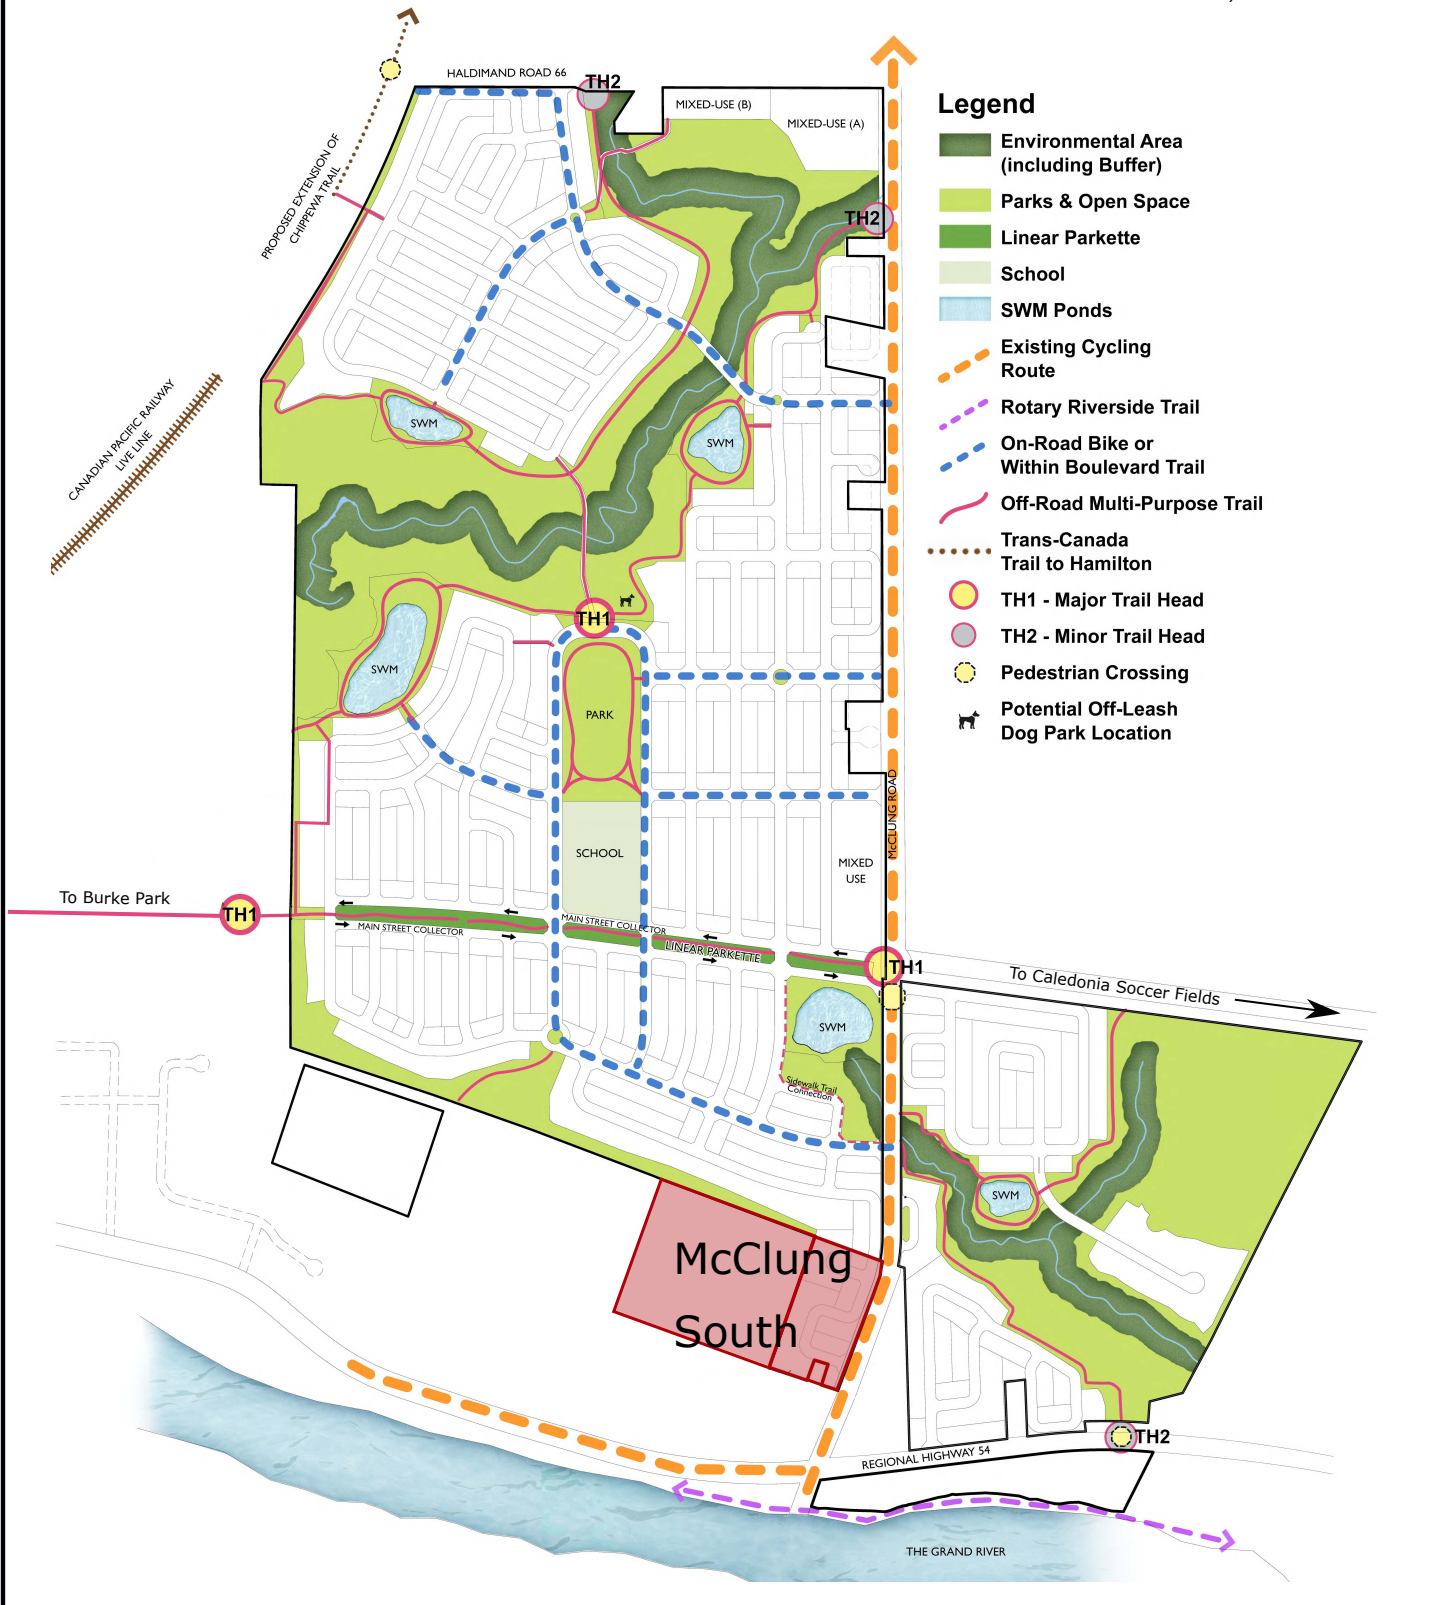 HALDIMAND ROAD 66
TH2
MIXED-USE (B)
MIXED-USE (A)
PROPOSED EXTENSION OF
CHIPPEWA TRAIL
TH2
CANADIAN PACIFIC RAILWAY
LIVE LINE
SWM
SWM
TH1
SWM
PARK
McCLUNG ROAD
SCHOOL
MIXED
USE
To Burke Park
TH1
MAIN STREET COLLECTOR
MAIN STREET COLLECTOR
LINEAR PARKETTE
TH1
To Caledonia Soccer Fields
SWM
Sidewalk Trail
Connection
SWM
McClung
South
TH2
REGIONAL HIGHWAY 54
THE GRAND RIVER
Legend
Environmental Area
(including Buffer)
Parks & Open Space
Linear Parkette
School
SWM Ponds
Existing Cycling
Route
Rotary Riverside Trail
On-Road Bike or
Within Boulevard Trail
Off-Road Multi-Purpose Trail
Trans-Canada
Trail to Hamilton
TH1 - Major Trail Head
TH2 - Minor Trail Head
Pedestrian Crossing
Potential Off-Leash
Dog Park Location